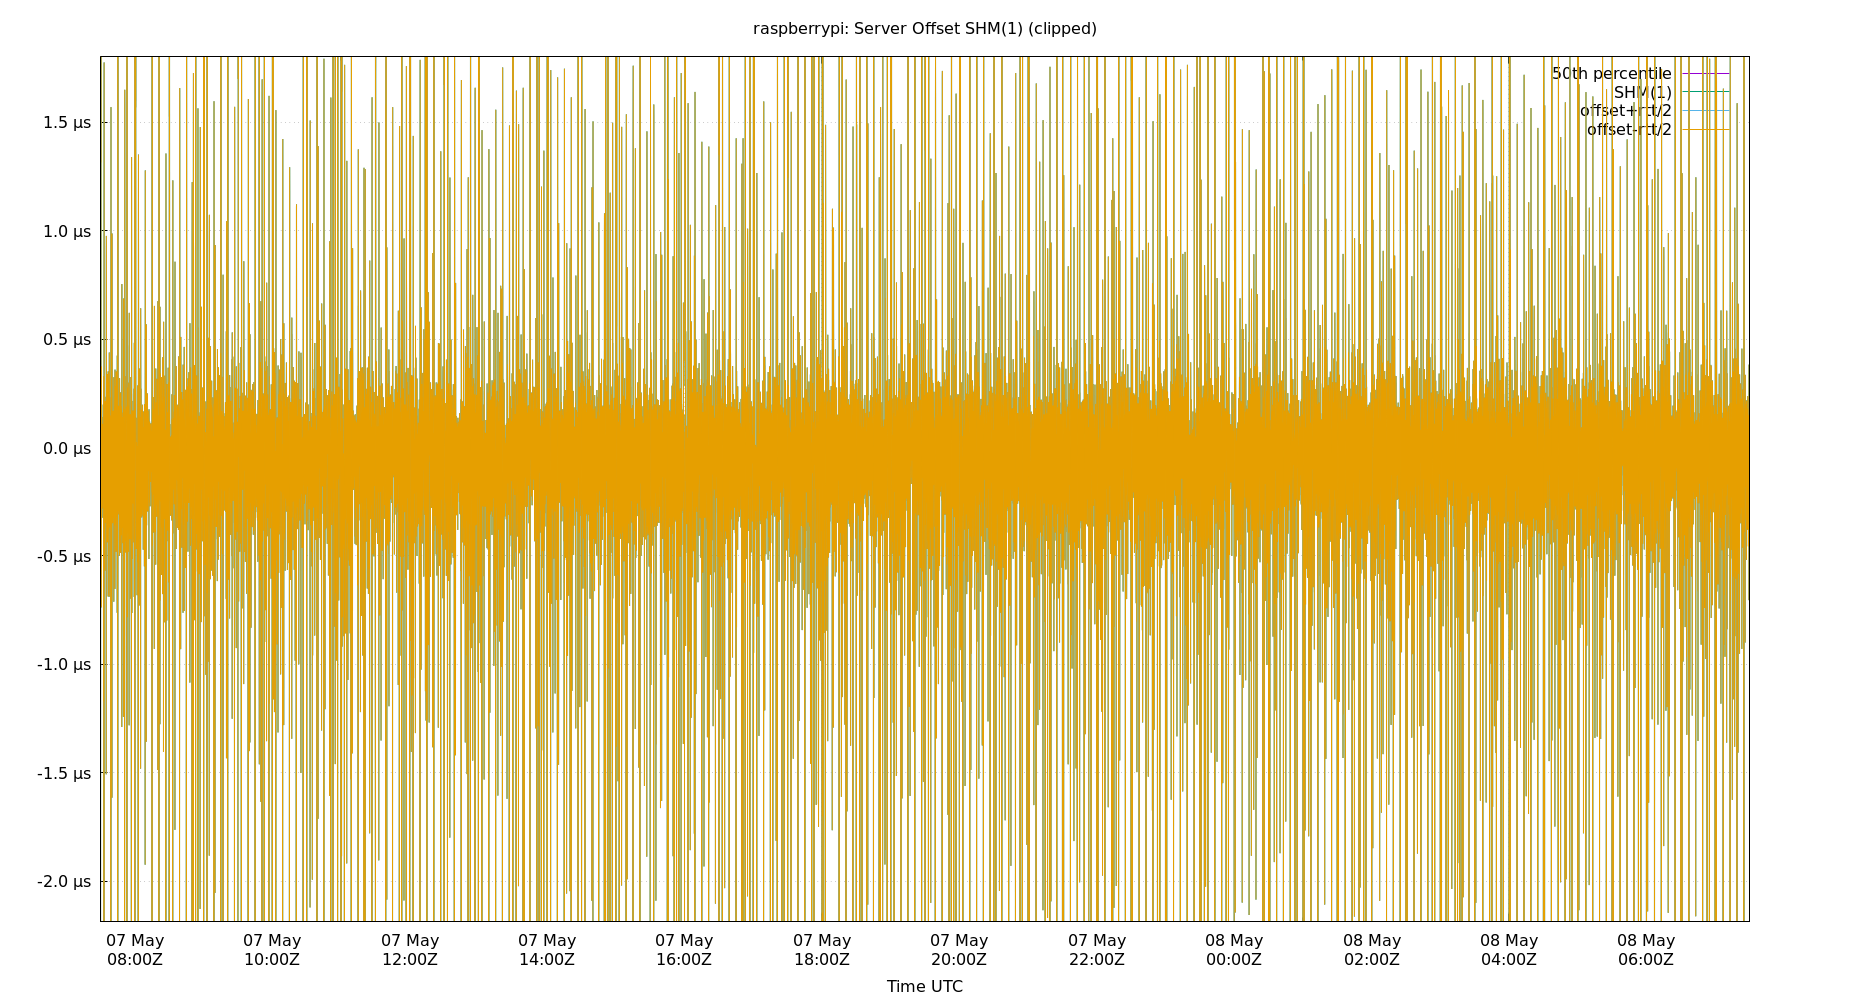 raspberrypi: Server Offset SHM(1) (clipped)
50th percentile
SHM(1)
offset+rtt/2
offset-rtt/2
1.5 µs
1.0 µs
0.5 µs
0.0 µs
-0.5 µs
-1.0 µs
-1.5 µs
-2.0 µs
07 May 07 May 07 May 07 May 07 May 07 May 07 May 07 May 08 May 08 May 08 May 08 May
08:00Z 10:00Z 12:00Z 14:00Z 16:00Z 18:00Z 20:00Z 22:00Z 00:00Z 02:00Z 04:00Z 06:00Z
Time UTC